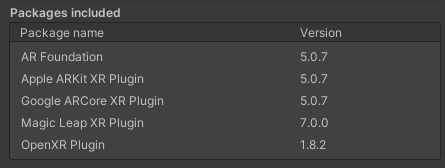 Packages included
Package name Version
AR Foundation 5.0.7
Apple ARKit XR Plugin 5.0.7
Google ARCore XR Plugin 5.0.7
Magic Leap XR Plugin 7.0.0
OpenXR Plugin 1.8.2